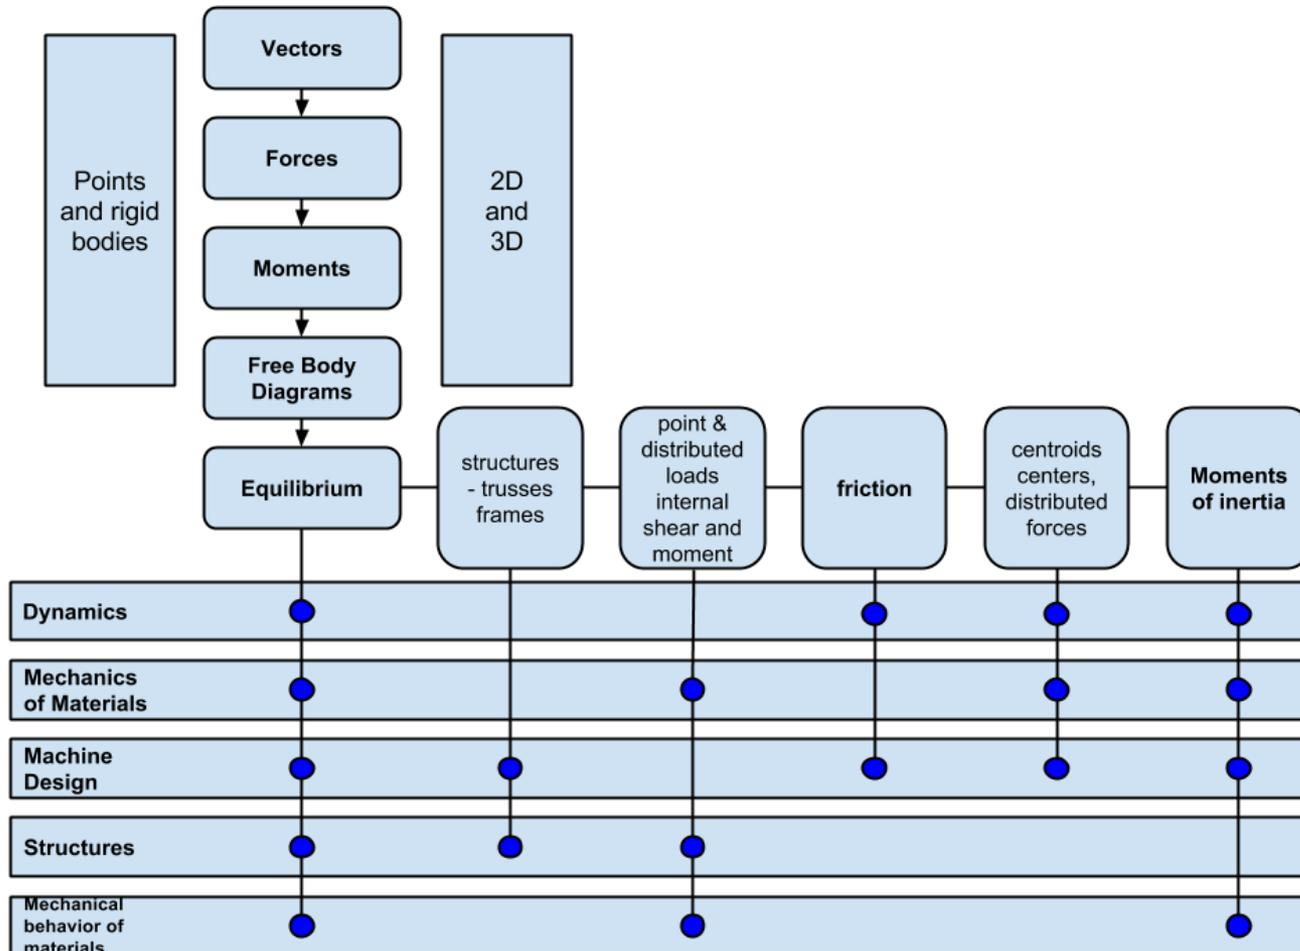 Vectors
Forces
Points
and rigid
bodies
2D
and
3D
Moments
Free Body
Diagrams
Equilibrium
structures
- trusses
frames
point &
distributed
loads
internal
shear and
moment
friction
centroids
centers,
distributed
forces
Moments
of inertia
Dynamics
Mechanics
of Materials
Machine
Design
Structures
Mechanical
behavior of
materials